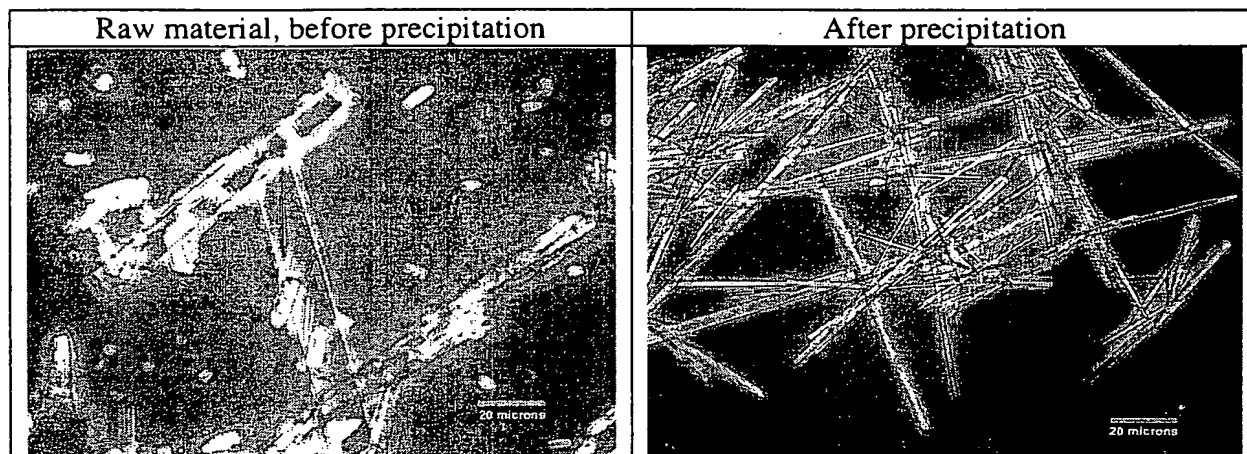 Raw material, before precipitation
After precipitation
20 microns
20 microns